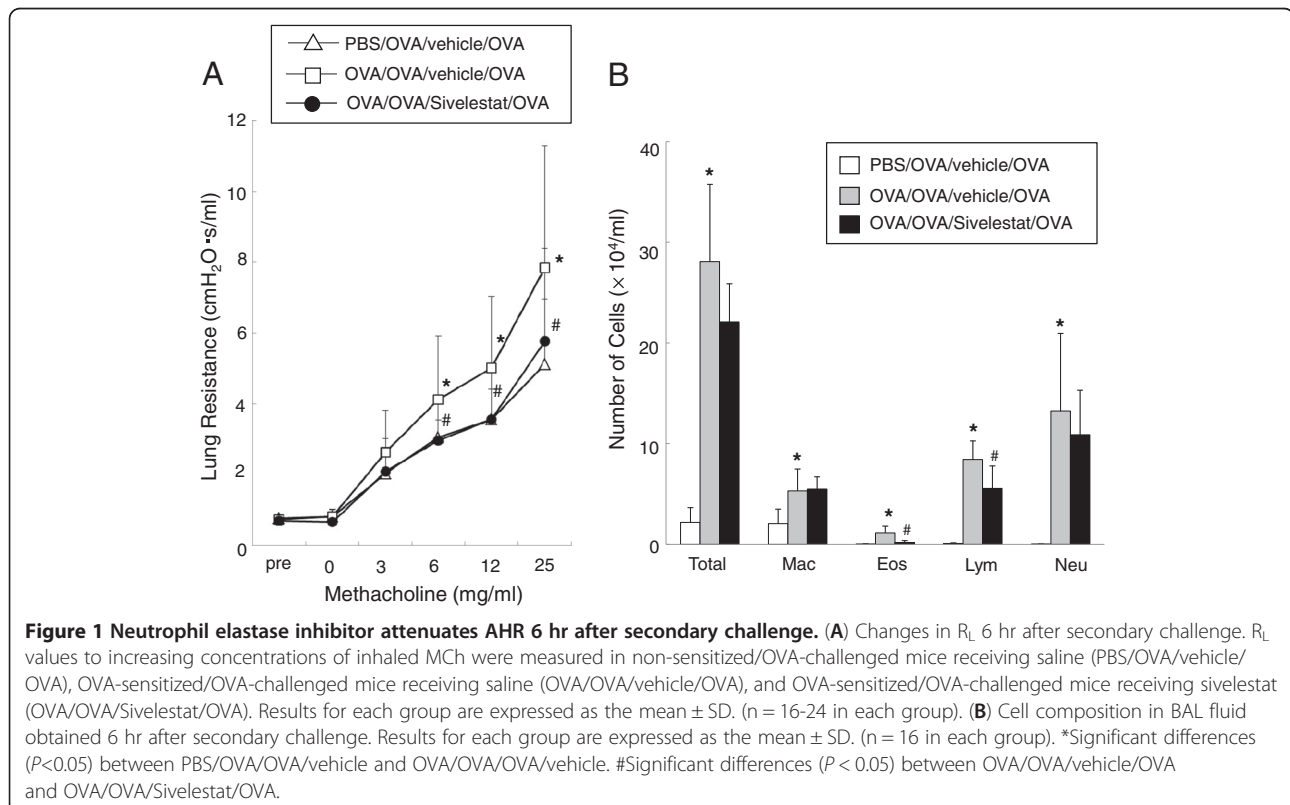 A
PBS/OVA/vehicle/OVA
OVA/OVA/vehicle/OVA
OVA/OVA/Sivelestat/OVA
Lung Resistance (cmH₂O·s/ml)
12
10
8
6
4
2
0
pre 0 3 6 12 25
Methacholine (mg/ml)
*
*
*
#
#
#
B
PBS/OVA/vehicle/OVA
OVA/OVA/vehicle/OVA
OVA/OVA/Sivelestat/OVA
Number of Cells (× 10⁴/ml)
40
30
20
10
0
*
*
*
#
*
#
*
Total Mac Eos Lym Neu
Figure 1 Neutrophil elastase inhibitor attenuates AHR 6 hr after secondary challenge. (A) Changes in R_L 6 hr after secondary challenge. R_L
values to increasing concentrations of inhaled MCh were measured in non-sensitized/OVA-challenged mice receiving saline (PBS/OVA/vehicle/
OVA), OVA-sensitized/OVA-challenged mice receiving saline (OVA/OVA/vehicle/OVA), and OVA-sensitized/OVA-challenged mice receiving sivelestat
(OVA/OVA/Sivelestat/OVA). Results for each group are expressed as the mean ± SD. (n = 16-24 in each group). (B) Cell composition in BAL fluid
obtained 6 hr after secondary challenge. Results for each group are expressed as the mean ± SD. (n = 16 in each group). *Significant differences
(P<0.05) between PBS/OVA/OVA/vehicle and OVA/OVA/OVA/vehicle. #Significant differences (P < 0.05) between OVA/OVA/vehicle/OVA
and OVA/OVA/Sivelestat/OVA.